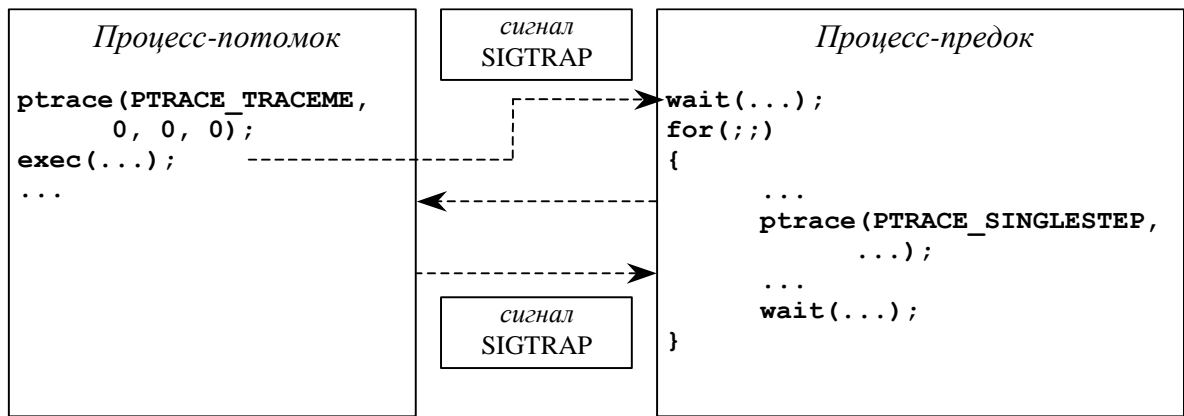 Процесс-потомок
ptrace(PTRACE_TRACEME,
0, 0, 0);
exec(...);
...
сигнал
SIGTRAP
Процесс-предок
wait(...);
for(;;)
{
...
ptrace(PTRACE_SINGLESTEP,
...);
...
wait(...);
}
сигнал
SIGTRAP